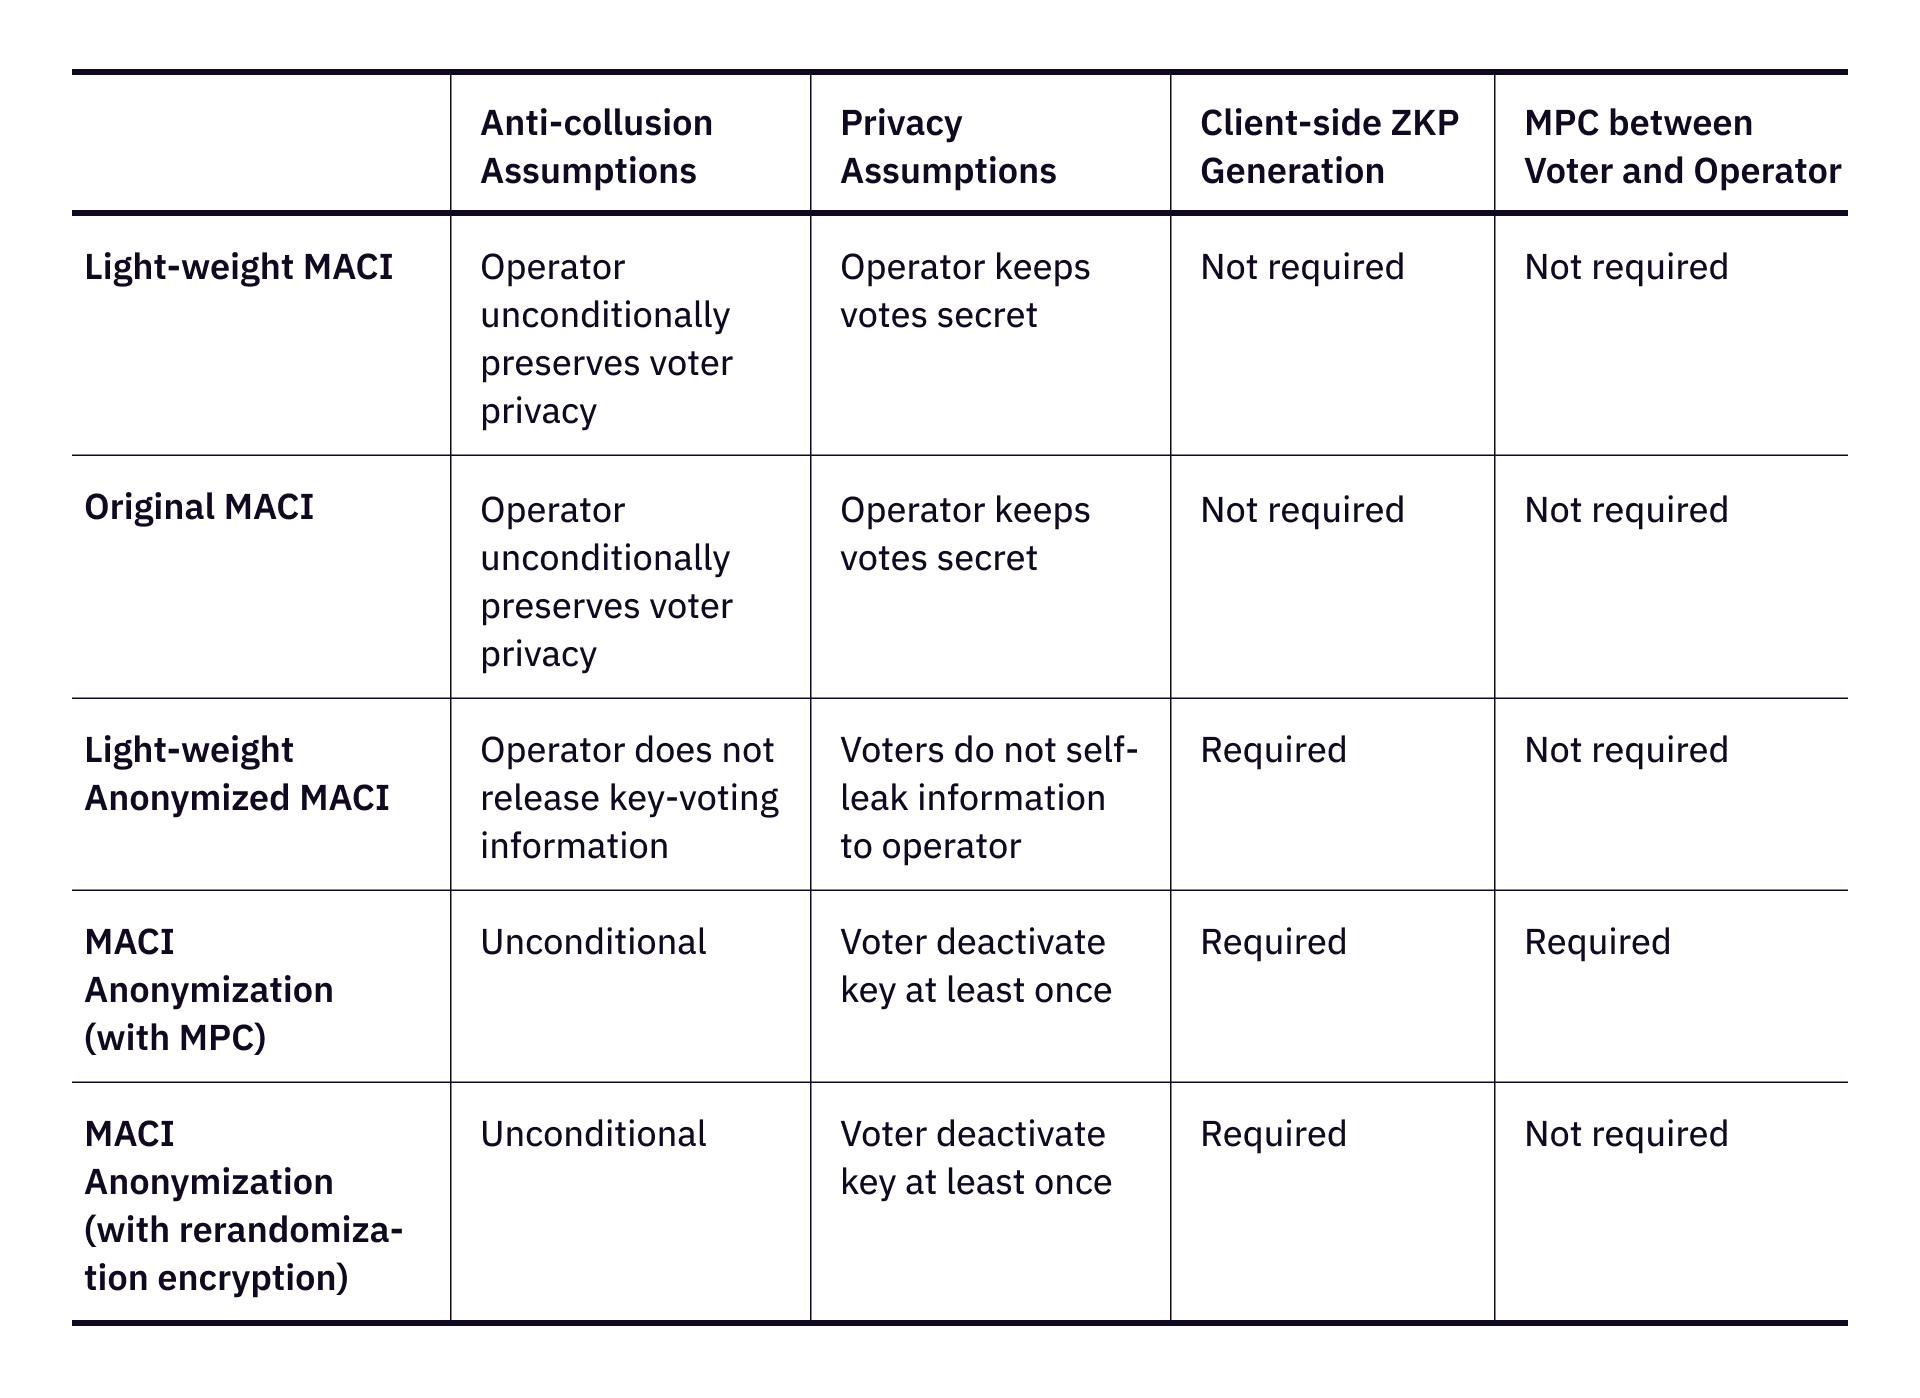 Anti-collusion
Assumptions
Privacy
Assumptions
Client-side ZKP
Generation
MPC between
Voter and Operator
Light-weight MACI
Operator
unconditionally
preserves voter
privacy
Operator keeps
votes secret
Not required
Not required
Original MACI
Operator
unconditionally
preserves voter
privacy
Operator keeps
votes secret
Not required
Not required
Light-weight
Anonymized MACI
Operator does not
release key-voting
information
Voters do not self-
leak information
to operator
Required
Not required
MACI
Anonymization
(with MPC)
Unconditional
Voter deactivate
key at least once
Required
Required
MACI
Anonymization
(with rerandomiza-
tion encryption)
Unconditional
Voter deactivate
key at least once
Required
Not required